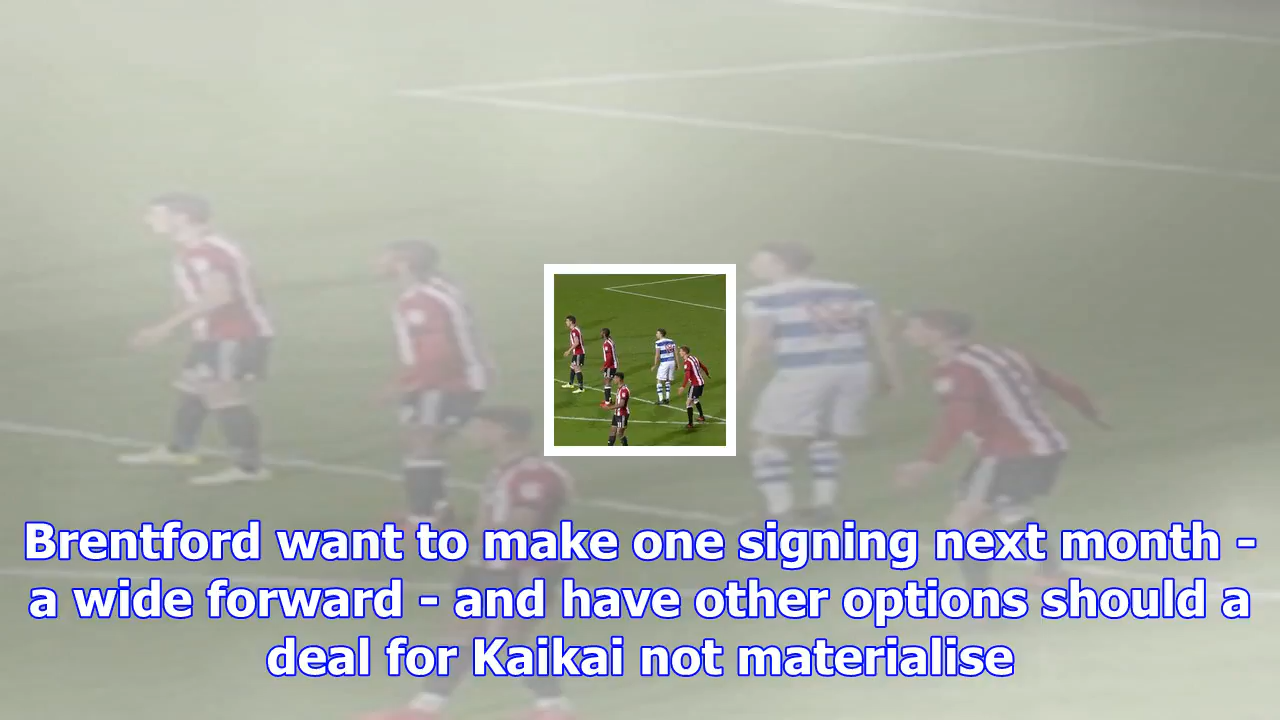 Brentford want to make one signing next month -
a wide forward - and have other options should a
deal for Kaikai not materialise